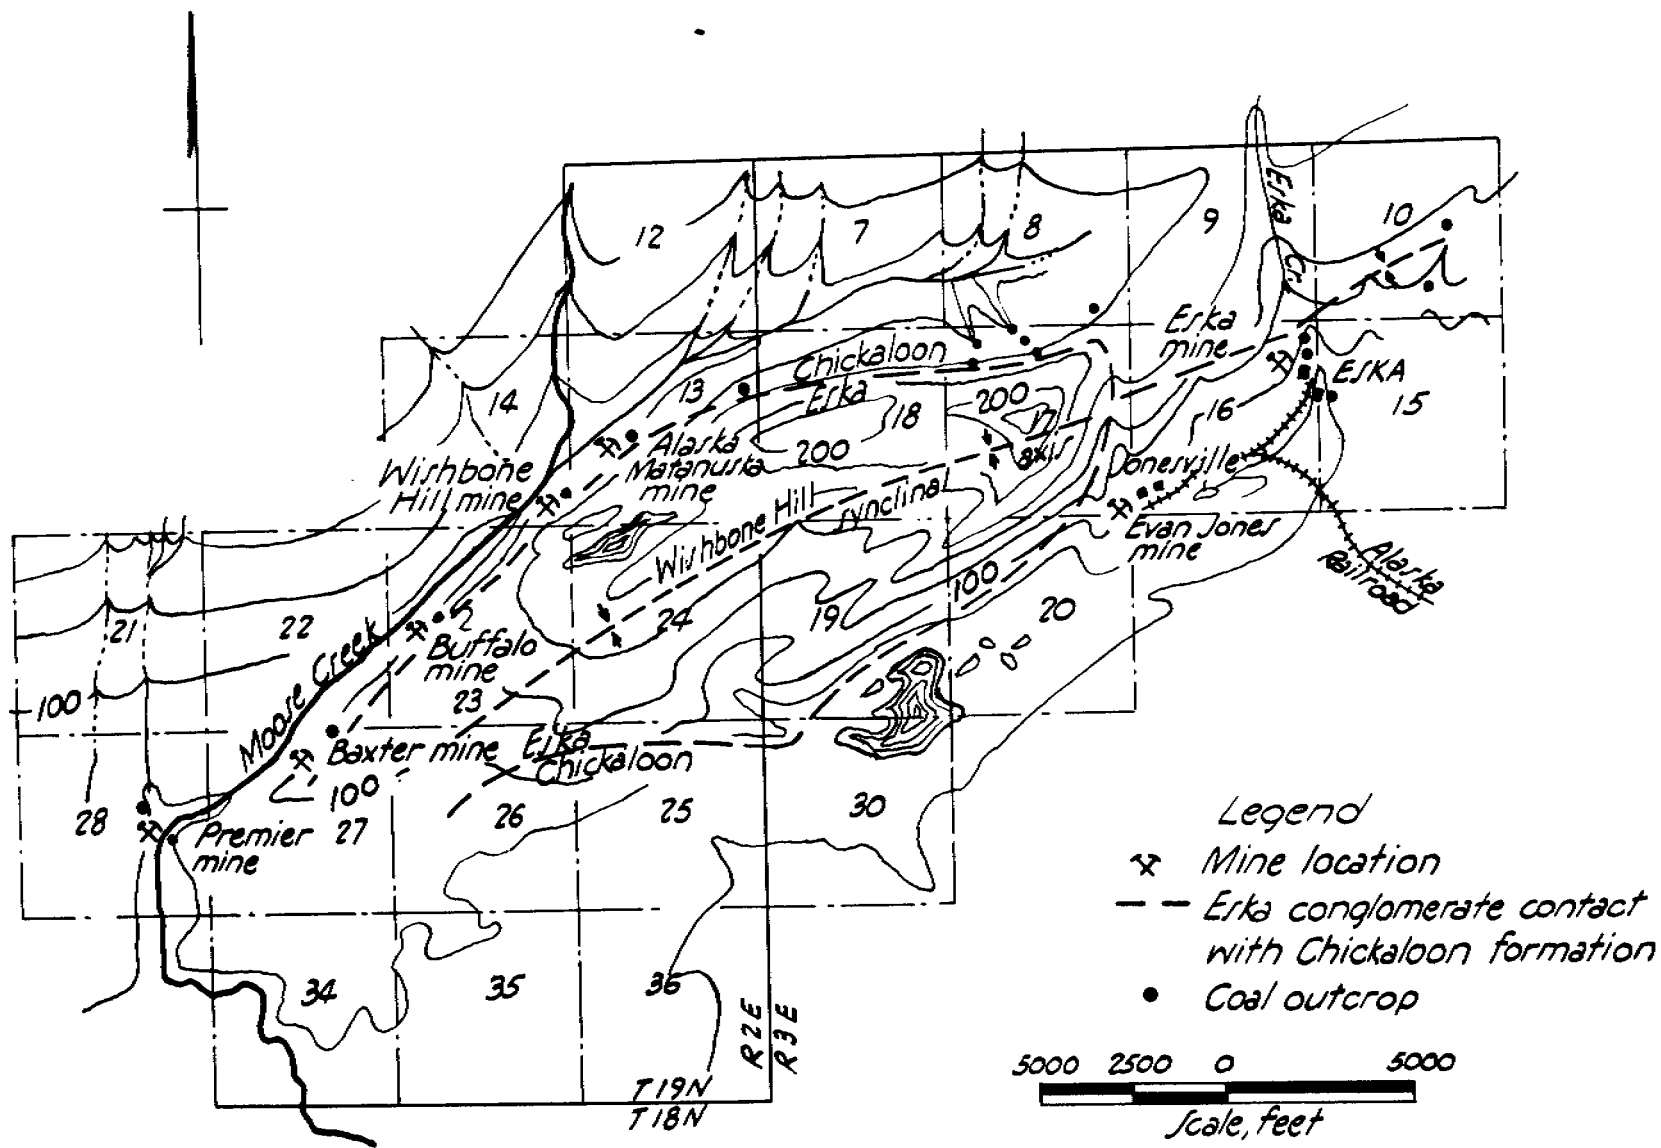 Eska
Cr.
12
7
8
9
10
Eska
mine
ESKA
Chickaloon
Eska
13
14
18
200
17
16
15
200
axis
Alaska
Matanuska
mine
Wishbone
Hill mine
Jonesville
Evan Jones
mine
Wishbone Hill
synclinal
Alaska
Railroad
100
21
22
Moose Creek
Buffalo
mine
23
24
19
20
100
Baxter mine
100
Eska
Chickaloon
28
Premier
mine
27
26
25
30
34
35
36
R2E
R3E
T19N
T18N
Legend
Mine location
Eska conglomerate contact
with Chickaloon formation
Coal outcrop
5000 2500 0 5000
Scale, feet